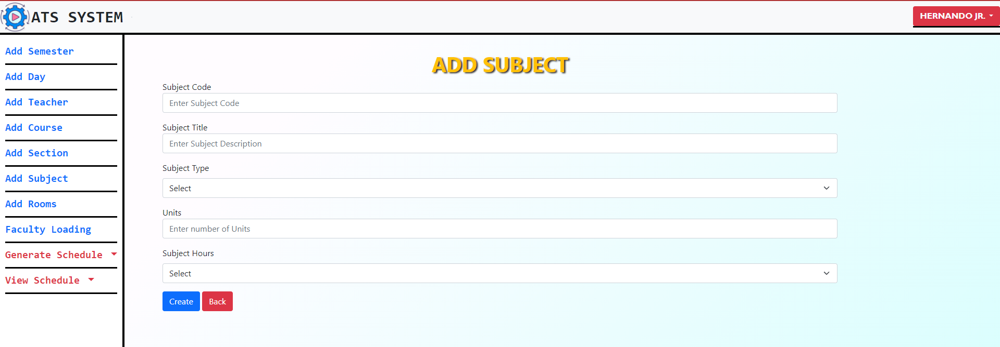 ATS SYSTEM
HERNANDO JR.
Add Semester
Add Day
Add Teacher
Add Course
Add Section
Add Subject
Add Rooms
Faculty Loading
Generate Schedule
View Schedule
ADD SUBJECT
Subject Code
Enter Subject Code
Subject Title
Enter Subject Description
Subject Type
Select
Units
Enter number of Units
Subject Hours
Select
Create Back